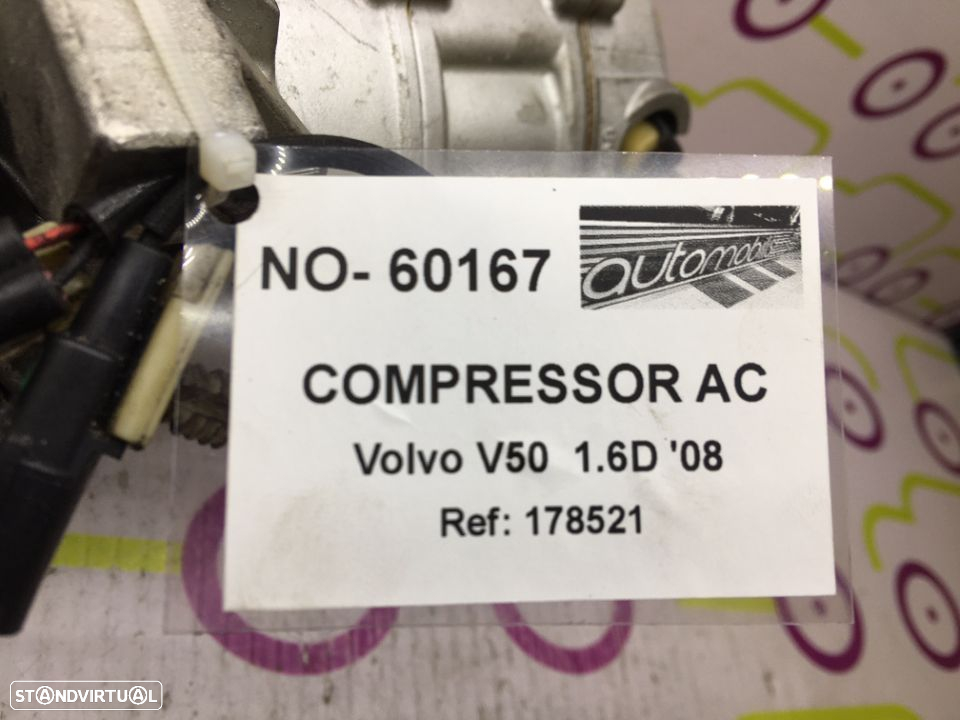 NO- 60167
automobile
COMPRESSOR AC
Volvo V50 1.6D '08
Ref: 178521
STANDVIRTUAL